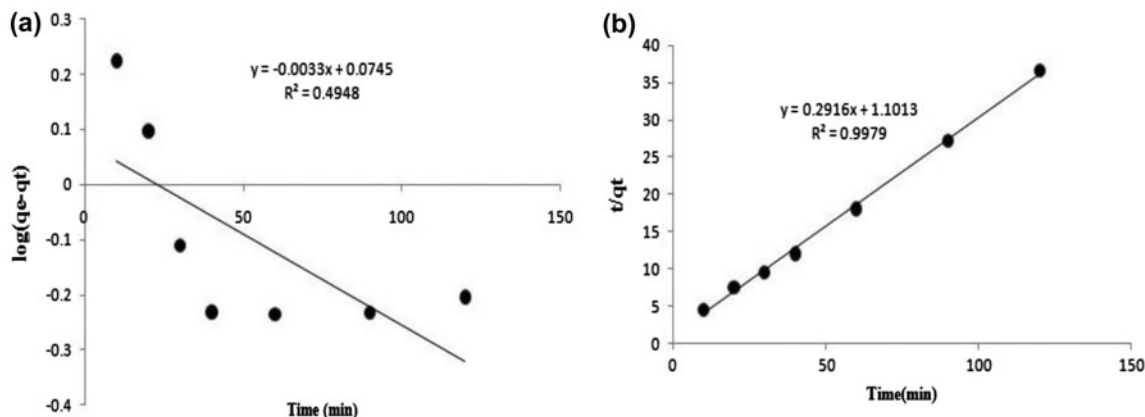 (a)
0.3
0.2
0.1
0
-0.1
-0.2
-0.3
-0.4
log(qe-qt)
y = -0.0033x + 0.0745
R² = 0.4948
0 50 100 150
Time (min)
(b)
40
35
30
25
20
15
10
5
0
t/qt
y = 0.2916x + 1.1013
R² = 0.9979
0 50 100 150
Time(min)